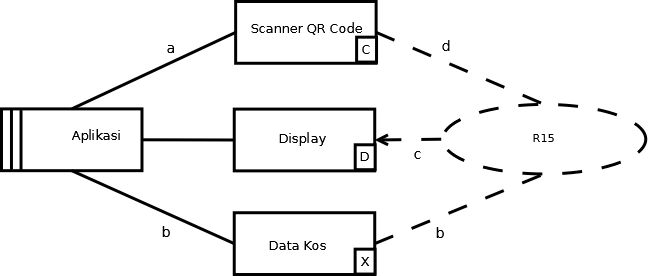 Scanner QR Code
C
a
d
Aplikasi
Display
D
c
R15
b
Data Kos
X
b